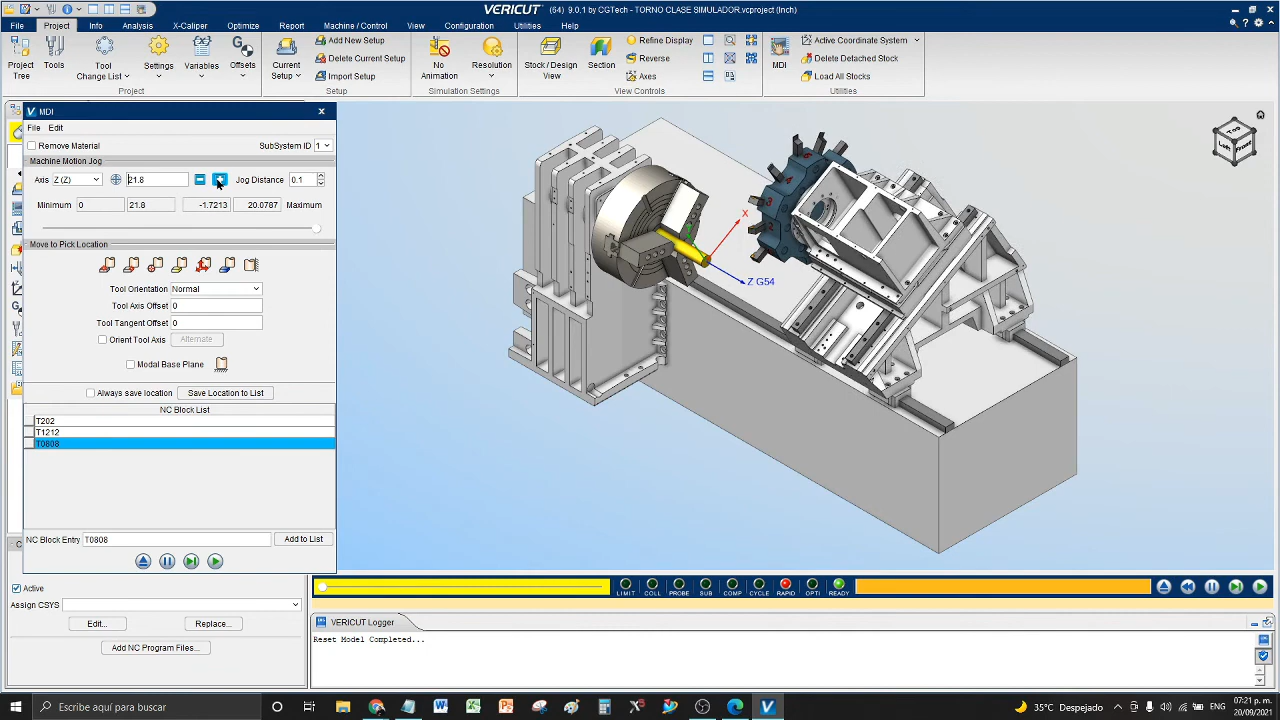 VERICUT (64) 9.0.1 by CGTech - TORNO CLASE SIMULADOR.vcproject (Inch)
File Project Info Analysis X-Caliper Optimize Report Machine / Control View Configuration Utilities Help
Project Tree
Tools
Tool Change List
Settings
Variables
Offsets
Project
Current Setup
Add New Setup
Delete Current Setup
Import Setup
Setup
No Animation
Resolution
Simulation Settings
Stock / Design View
Section
Refine Display
Reverse
Axes
View Controls
MDI
Active Coordinate System
Delete Detached Stock
Load All Stocks
Utilities
MDI
File Edit
Remove Material SubSystem ID 1
Machine Motion Jog
Axis Z (Z) 21.8 Jog Distance 0.1
Minimum 0 21.8 -1.7213 20.0787 Maximum
Move to Pick Location
Tool Orientation Normal
Tool Axis Offset 0
Tool Tangent Offset 0
Orient Tool Axis Alternate
Modal Base Plane
Always save location Save Location to List
NC Block List
T202
T1212
T0808
NC Block Entry T0808 Add to List
X
Z G54
Top
Left
Front
Active
Assign CSYS
Edit... Replace...
Add NC Program Files...
LIMIT COLL PROBE SUB COMP CYCLE RAPID OPTI READY
VERICUT Logger
Reset Model Completed...
Escribe aquí para buscar
35°C Despejado
ENG
07:21 p. m.
20/09/2021